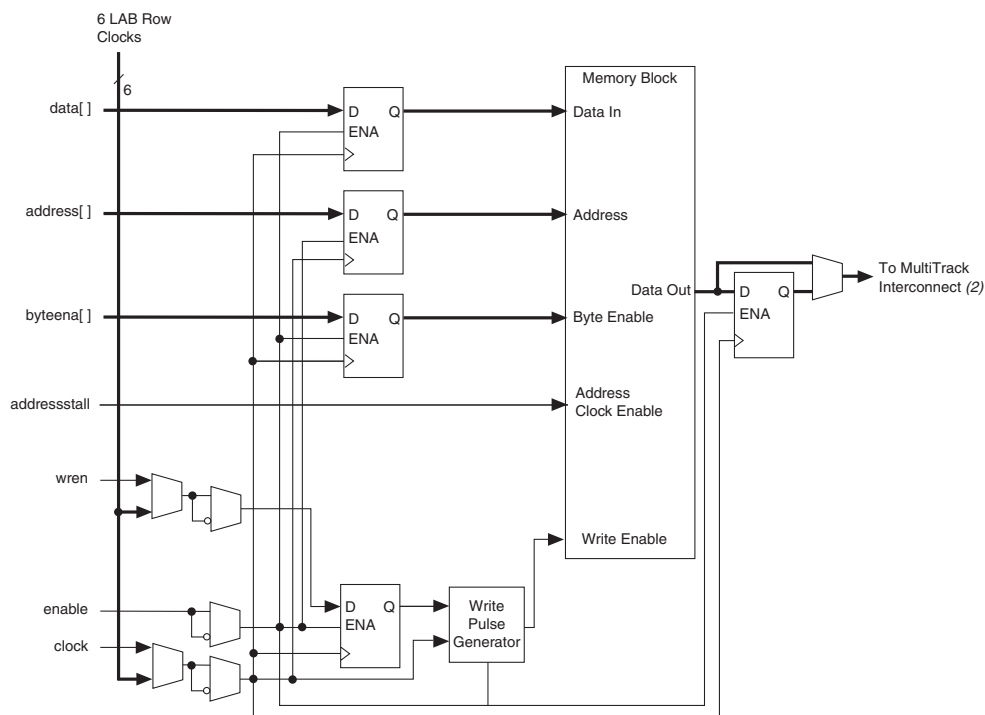 6 LAB Row
Clocks
6
data[ ]
D Q
ENA
Memory Block
Data In
address[ ]
D Q
ENA
Address
Data Out
D Q
ENA
To MultiTrack
Interconnect (2)
byteena[ ]
D Q
ENA
Byte Enable
addressstall
Address
Clock Enable
wren
Write Enable
enable
D Q
ENA
Write
Pulse
Generator
clock